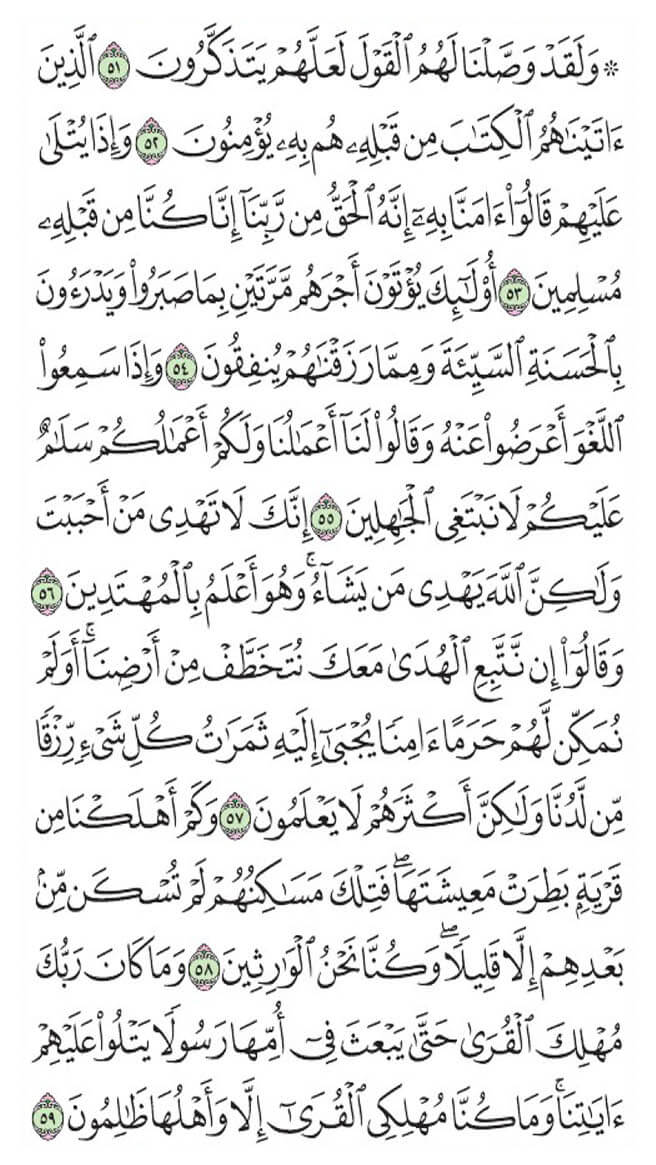 ۞ وَلَقَدْ وَصَّلْنَا لَهُمُ ٱلْقَوْلَ لَعَلَّهُمْ يَتَذَكَّرُونَ ٥١ ٱلَّذِينَ
ءَاتَيْنَٰهُمُ ٱلْكِتَٰبَ مِن قَبْلِهِۦ هُم بِهِۦ يُؤْمِنُونَ ٥٢ وَإِذَا يُتْلَىٰ
عَلَيْهِمْ قَالُوٓا۟ ءَامَنَّا بِهِۦٓ إِنَّهُ ٱلْحَقُّ مِن رَّبِّنَآ إِنَّا كُنَّا مِن قَبْلِهِۦ
مُسْلِمِينَ ٥٣ أُو۟لَٰٓئِكَ يُؤْتَوْنَ أَجْرَهُم مَّرَّتَيْنِ بِمَا صَبَرُوا۟ وَيَدْرَءُونَ
بِٱلْحَسَنَةِ ٱلسَّيِّئَةَ وَمِمَّا رَزَقْنَٰهُمْ يُنفِقُونَ ٥٤ وَإِذَا سَمِعُوا۟
ٱللَّغْوَ أَعْرَضُوا۟ عَنْهُ وَقَالُوا۟ لَنَآ أَعْمَٰلُنَا وَلَكُمْ أَعْمَٰلُكُمْ سَلَٰمٌ
عَلَيْكُمْ لَا نَبْتَغِى ٱلْجَٰهِلِينَ ٥٥ إِنَّكَ لَا تَهْدِى مَنْ أَحْبَبْتَ
وَلَٰكِنَّ ٱللَّهَ يَهْدِى مَن يَشَآءُ ۚ وَهُوَ أَعْلَمُ بِٱلْمُهْتَدِينَ ٥٦
وَقَالُوٓا۟ إِن نَّتَّبِعِ ٱلْهُدَىٰ مَعَكَ نُتَخَطَّفْ مِنْ أَرْضِنَآ ۚ أَوَلَمْ
نُمَكِّن لَّهُمْ حَرَمًا ءَامِنًا يُجْبَىٰٓ إِلَيْهِ ثَمَرَٰتُ كُلِّ شَىْءٍ رِّزْقًا
مِّن لَّدُنَّا وَلَٰكِنَّ أَكْثَرَهُمْ لَا يَعْلَمُونَ ٥٧ وَكَمْ أَهْلَكْنَا مِن
قَرْيَةٍۭ بَطِرَتْ مَعِيشَتَهَا ۖ فَتِلْكَ مَسَٰكِنُهُمْ لَمْ تُسْكَن مِّنۢ
بَعْدِهِمْ إِلَّا قَلِيلًا ۖ وَكُنَّا نَحْنُ ٱلْوَٰرِثِينَ ٥٨ وَمَا كَانَ رَبُّكَ
مُهْلِكَ ٱلْقُرَىٰ حَتَّىٰ يَبْعَثَ فِىٓ أُمِّهَا رَسُولًا يَتْلُوا۟ عَلَيْهِمْ
ءَايَٰتِنَا ۚ وَمَا كُنَّا مُهْلِكِى ٱلْقُرَىٰٓ إِلَّا وَأَهْلُهَا ظَٰلِمُونَ ٥٩